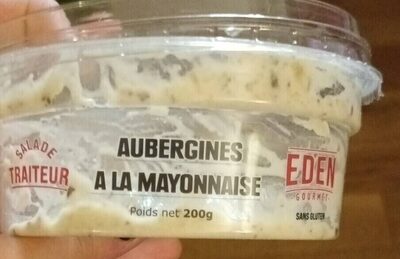 SALADE
TRAITEUR
AUBERGINES
A LA MAYONNAISE
Poids net 200g
EDEN
GOURMET
SANS GLUTEN